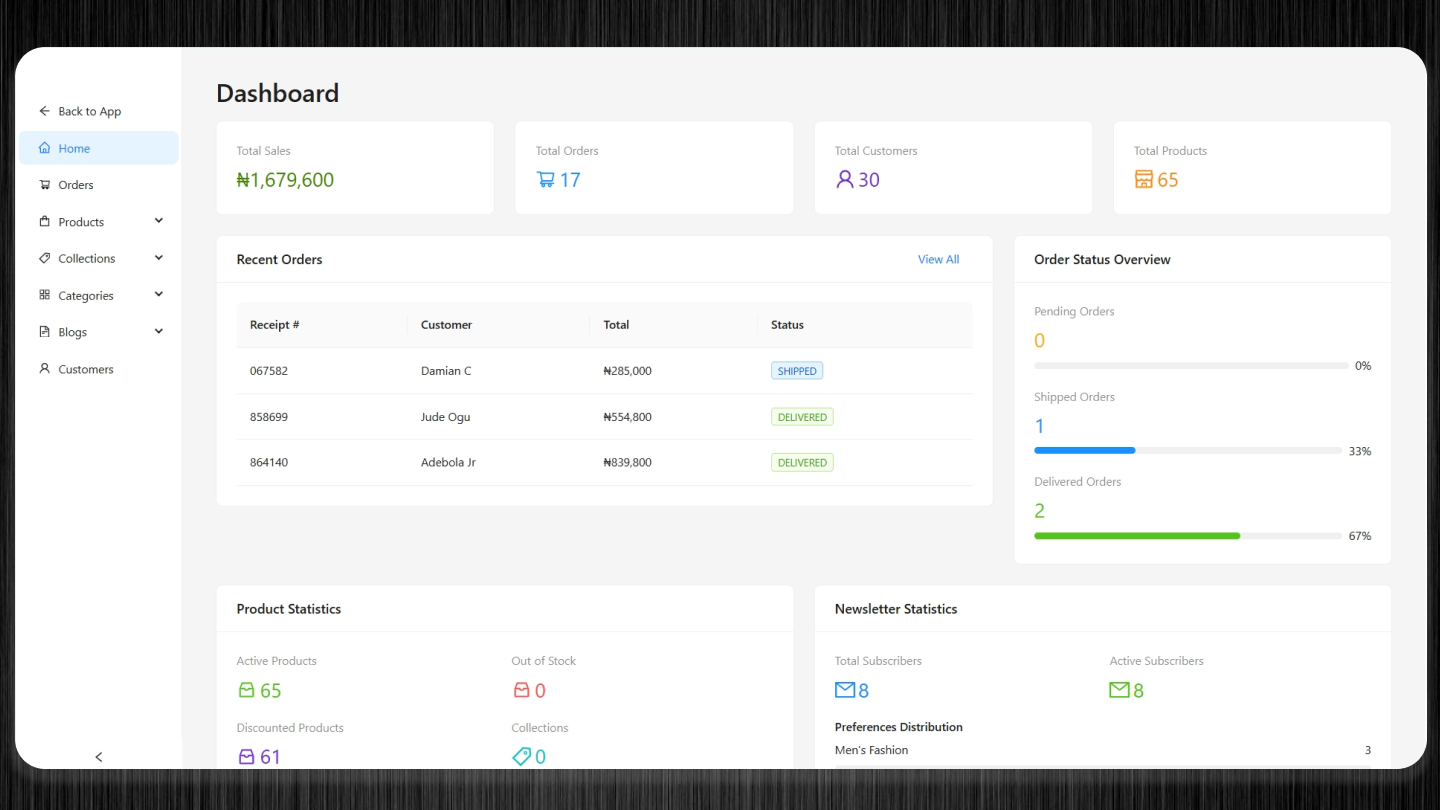 Back to App
Home
Orders
Products
Collections
Categories
Blogs
Customers
Dashboard
Total Sales
₦1,679,600
Total Orders
17
Total Customers
30
Total Products
65
Recent Orders
View All
Receipt # Customer Total Status
067582 Damian C ₦285,000 SHIPPED
858699 Jude Ogu ₦554,800 DELIVERED
864140 Adebola Jr ₦839,800 DELIVERED
Order Status Overview
Pending Orders
0
0%
Shipped Orders
1
33%
Delivered Orders
2
67%
Product Statistics
Active Products
65
Out of Stock
0
Discounted Products
61
Collections
0
Newsletter Statistics
Total Subscribers
8
Active Subscribers
8
Preferences Distribution
Men's Fashion 3